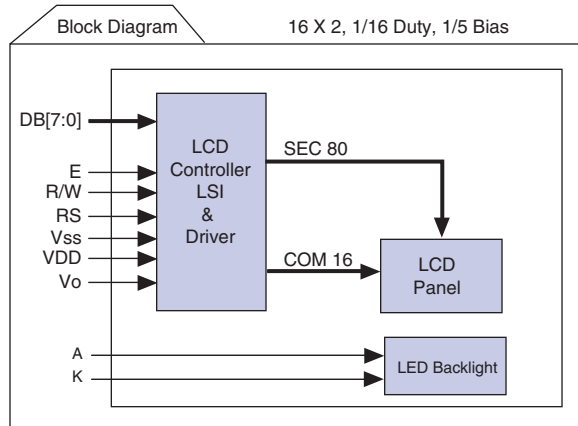 Block Diagram
16 X 2, 1/16 Duty, 1/5 Bias
DB[7:0]
E
R/W
RS
Vss
VDD
Vo
LCD
Controller
LSI
&
Driver
SEC 80
COM 16
LCD
Panel
A
K
LED Backlight